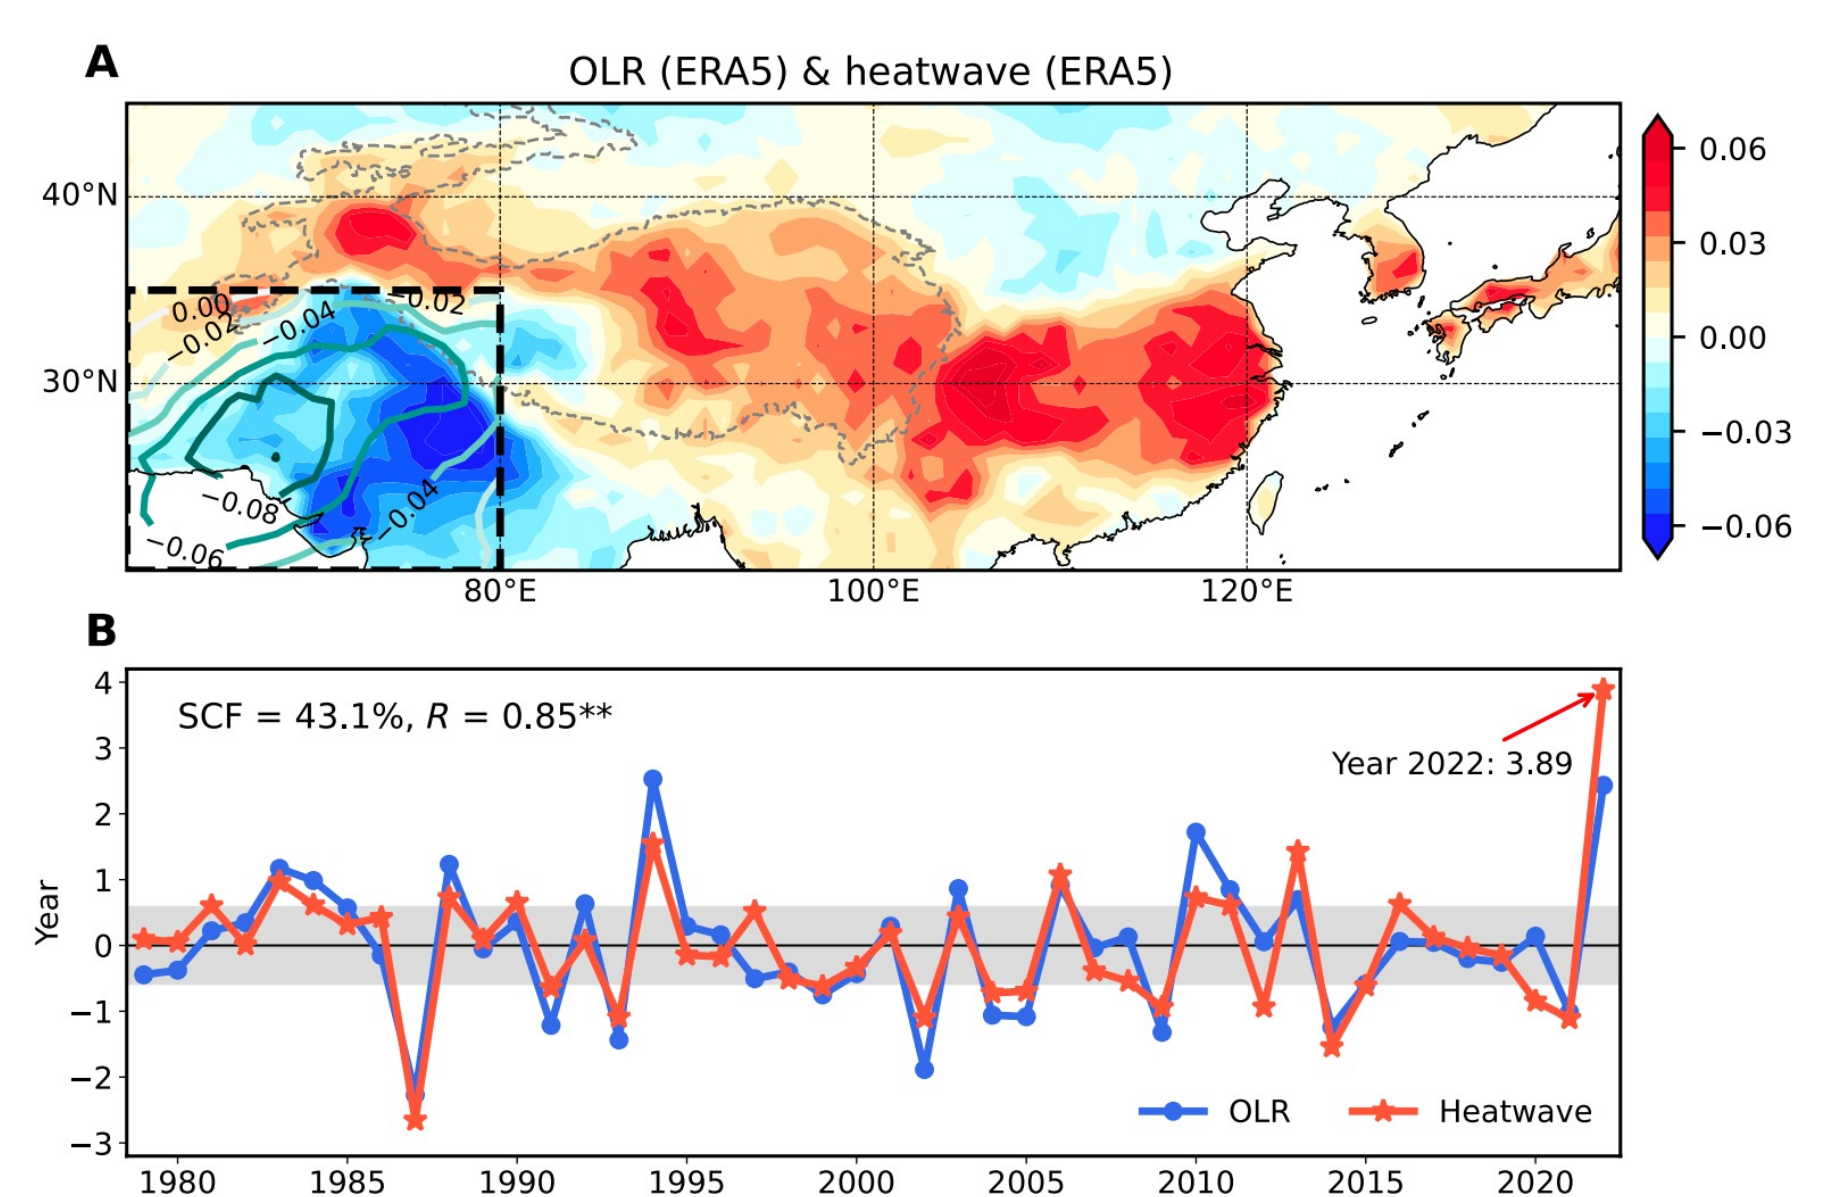 A
OLR (ERA5) & heatwave (ERA5)
40°N
30°N
0.00
−0.02
−0.04
−0.02
−0.08
−0.04
−0.06
80°E
100°E
120°E
0.06
0.03
0.00
−0.03
−0.06
B
SCF = 43.1%, R = 0.85**
Year 2022: 3.89
Year
4
3
2
1
0
−1
−2
−3
OLR
Heatwave
1980
1985
1990
1995
2000
2005
2010
2015
2020